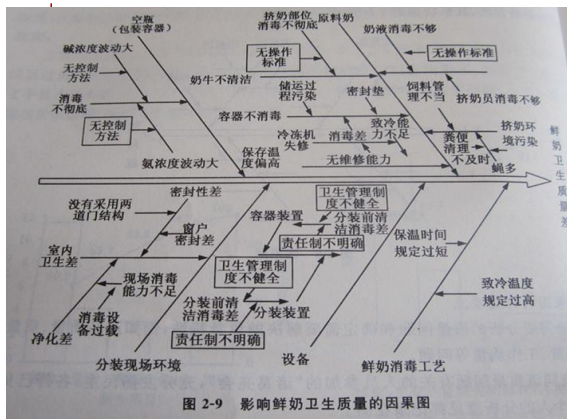 空瓶
(包装容器)
碱浓度波动大
无控制
方法
消毒
不彻底
无控制
方法
氨浓度波动大
挤奶部位
消毒不彻底
原料奶
奶液消毒不够
无操作
标准
无操作标准
奶牛不清洁
储运过
程污染
密封垫
饲料管
理不当
挤奶员消毒不够
容器不消毒
致冷能
力不足
冷冻机
失修
消毒差
挤奶环
境污染
粪便
清理
不及时
保存温
度偏高
无维修能力
蝇多
鲜奶卫生质量差
密封性差
没有采用两
道门结构
窗户
密封差
室内
卫生差
现场消毒
能力不足
消毒设
备过载
净化差
分装现场环境
卫生管理制
度不健全
容器装置
分装前清
洁消毒差
责任制不明确
卫生管理制
度不健全
分装前清
洁消毒差
分装装置
责任制不明确
设备
保温时间
规定过短
致冷温度
规定过高
鲜奶消毒工艺
图 2-9 影响鲜奶卫生质量的因果图